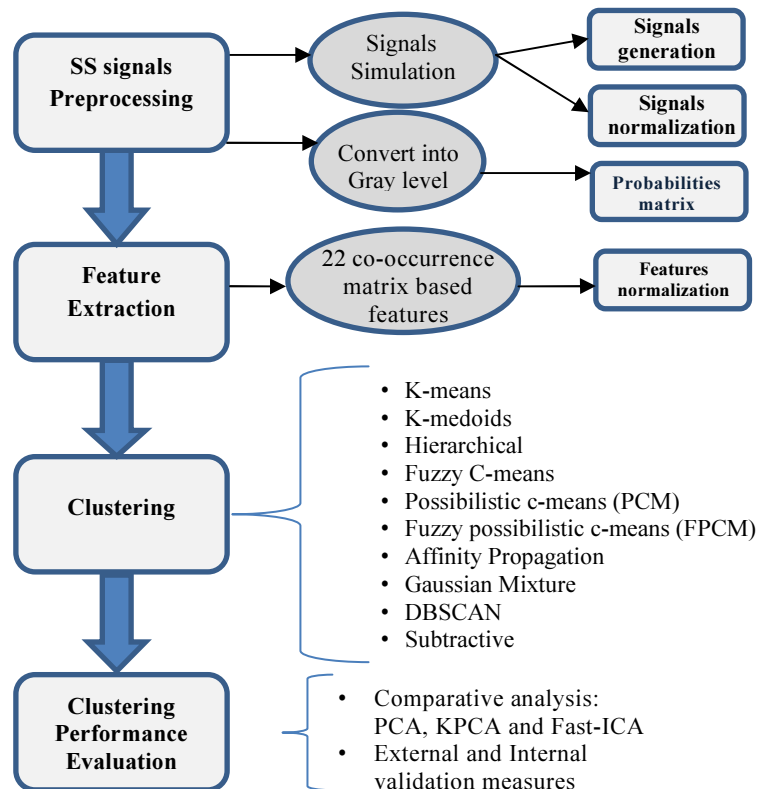 SS signals
Preprocessing
Signals
Simulation
Signals
generation
Signals
normalization
Convert into
Gray level
Probabilities
matrix
Feature
Extraction
22 co-occurrence
matrix based
features
Features
normalization
Clustering
• K-means
• K-medoids
• Hierarchical
• Fuzzy C-means
• Possibilistic c-means (PCM)
• Fuzzy possibilistic c-means (FPCM)
• Affinity Propagation
• Gaussian Mixture
• DBSCAN
• Subtractive
Clustering
Performance
Evaluation
• Comparative analysis:
PCA, KPCA and Fast-ICA
• External and Internal
validation measures